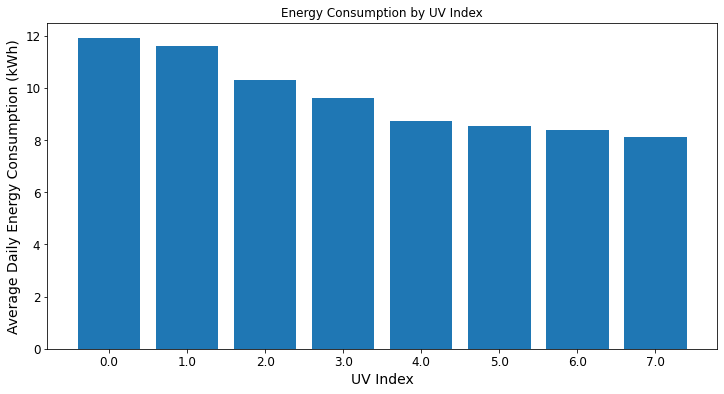 Energy Consumption by UV Index
Average Daily Energy Consumption (kWh)
12
10
8
6
4
2
0
0.0 1.0 2.0 3.0 4.0 5.0 6.0 7.0
UV Index